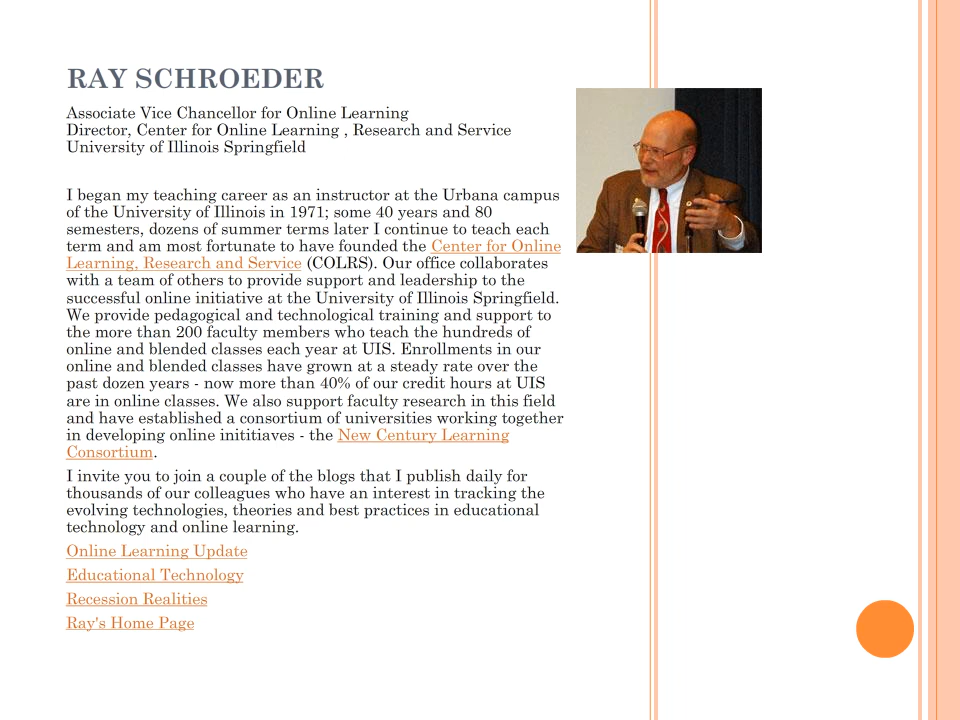 RAY SCHROEDER
Associate Vice Chancellor for Online Learning
Director, Center for Online Learning , Research and Service
University of Illinois Springfield
I began my teaching career as an instructor at the Urbana campus
of the University of Illinois in 1971; some 40 years and 80
semesters, dozens of summer terms later I continue to teach each
term and am most fortunate to have founded the Center for Online
Learning, Research and Service (COLRS). Our office collaborates
with a team of others to provide support and leadership to the
successful online initiative at the University of Illinois Springfield.
We provide pedagogical and technological training and support to
the more than 200 faculty members who teach the hundreds of
online and blended classes each year at UIS. Enrollments in our
online and blended classes have grown at a steady rate over the
past dozen years - now more than 40% of our credit hours at UIS
are in online classes. We also support faculty research in this field
and have established a consortium of universities working together
in developing online inititiaves - the New Century Learning
Consortium.
I invite you to join a couple of the blogs that I publish daily for
thousands of our colleagues who have an interest in tracking the
evolving technologies, theories and best practices in educational
technology and online learning.
Online Learning Update
Educational Technology
Recession Realities
Ray's Home Page